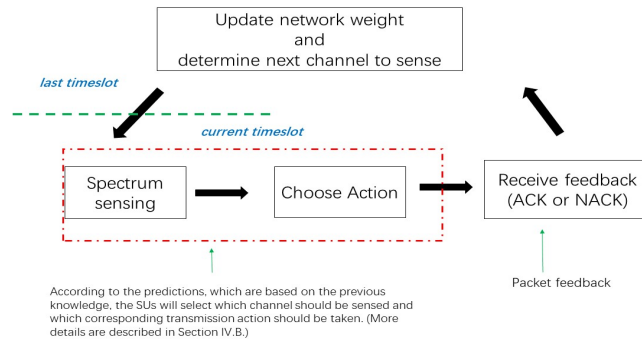 Update network weight
and
determine next channel to sense
last timeslot
current timeslot
Spectrum
sensing
Choose Action
Receive feedback
(ACK or NACK)
According to the predictions, which are based on the previous
knowledge, the SUs will select which channel should be sensed and
which corresponding transmission action should be taken. (More
details are described in Section IV.B.)
Packet feedback